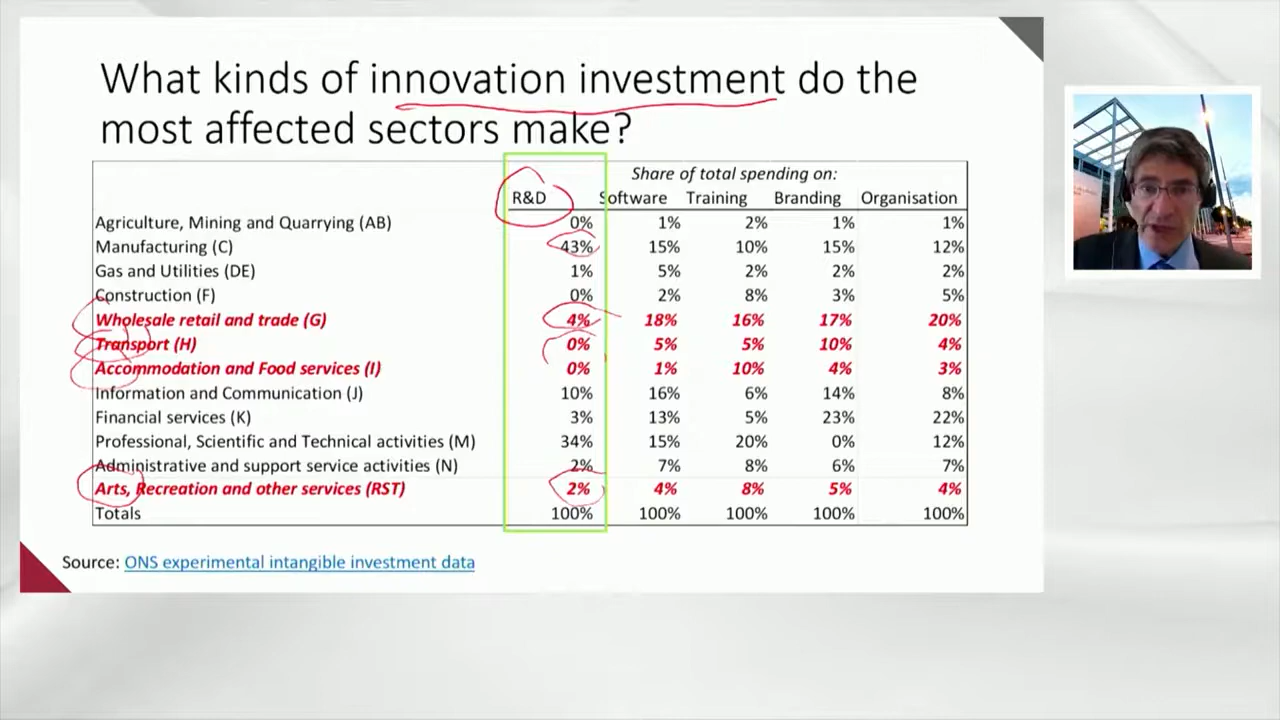 What kinds of innovation investment do the
most affected sectors make?
Share of total spending on:
R&D Software Training Branding Organisation
Agriculture, Mining and Quarrying (AB) 0% 1% 2% 1% 1%
Manufacturing (C) 43% 15% 10% 15% 12%
Gas and Utilities (DE) 1% 5% 2% 2% 2%
Construction (F) 0% 2% 8% 3% 5%
Wholesale retail and trade (G) 4% 18% 16% 17% 20%
Transport (H) 0% 5% 5% 10% 4%
Accommodation and Food services (I) 0% 1% 10% 4% 3%
Information and Communication (J) 10% 16% 6% 14% 8%
Financial services (K) 3% 13% 5% 23% 22%
Professional, Scientific and Technical activities (M) 34% 15% 20% 0% 12%
Administrative and support service activities (N) 2% 7% 8% 6% 7%
Arts, Recreation and other services (RST) 2% 4% 8% 5% 4%
Totals 100% 100% 100% 100% 100%
Source: ONS experimental intangible investment data